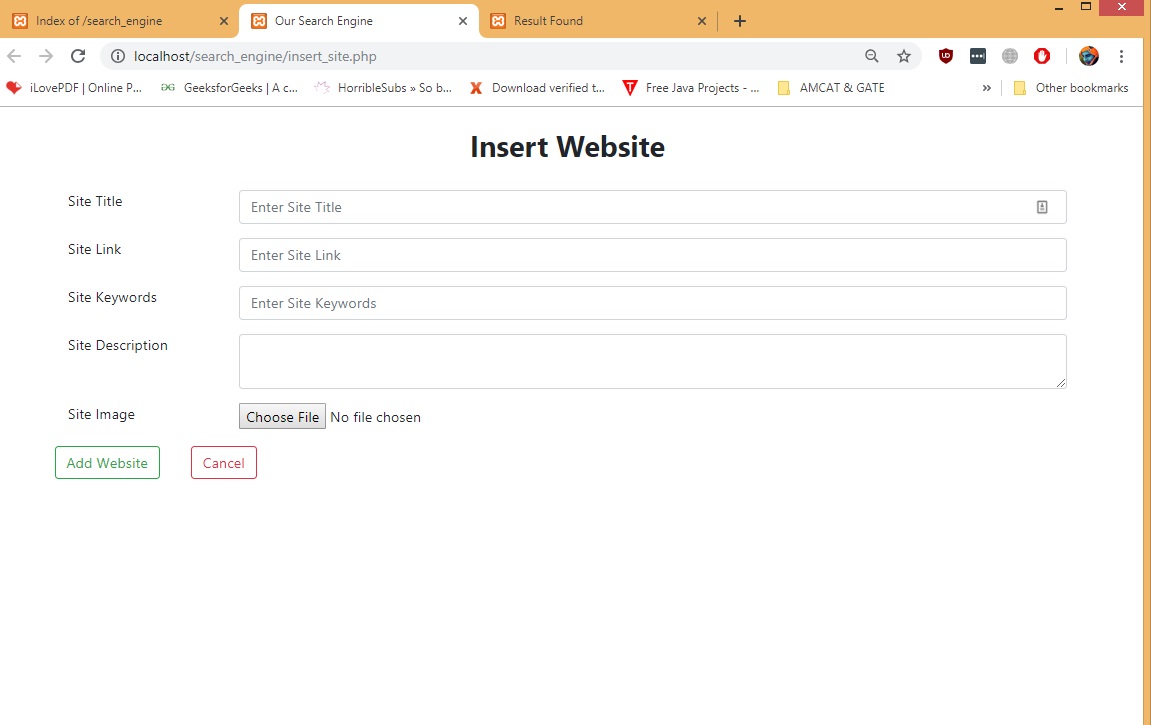 Index of /search_engine
Our Search Engine
Result Found
localhost/search_engine/insert_site.php
iLovePDF | Online P...
GeeksforGeeks | A c...
HorribleSubs » So b...
Download verified t...
Free Java Projects - ...
AMCAT & GATE
»
Other bookmarks
Insert Website
Site Title
Enter Site Title
Site Link
Enter Site Link
Site Keywords
Enter Site Keywords
Site Description
Site Image
Choose File No file chosen
Add Website
Cancel